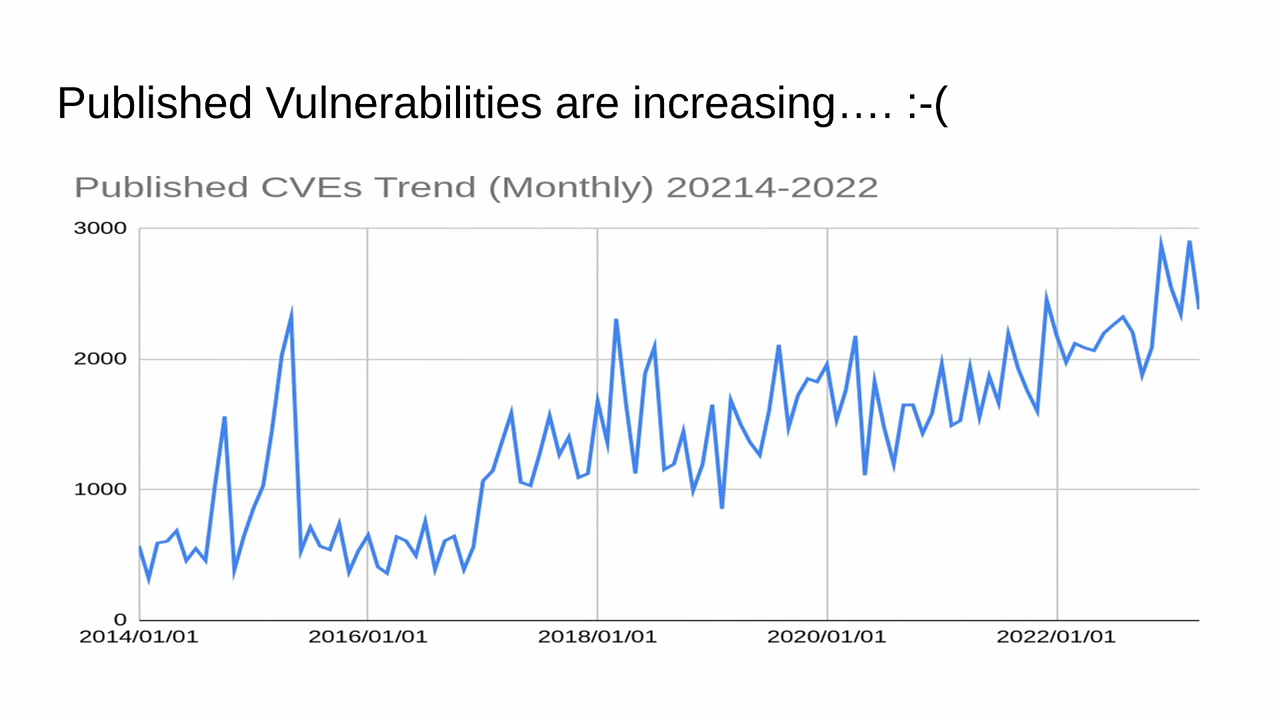 Published Vulnerabilities are increasing.... :-(
Published CVEs Trend (Monthly) 20214-2022
3000
2000
1000
0
2014/01/01 2016/01/01 2018/01/01 2020/01/01 2022/01/01